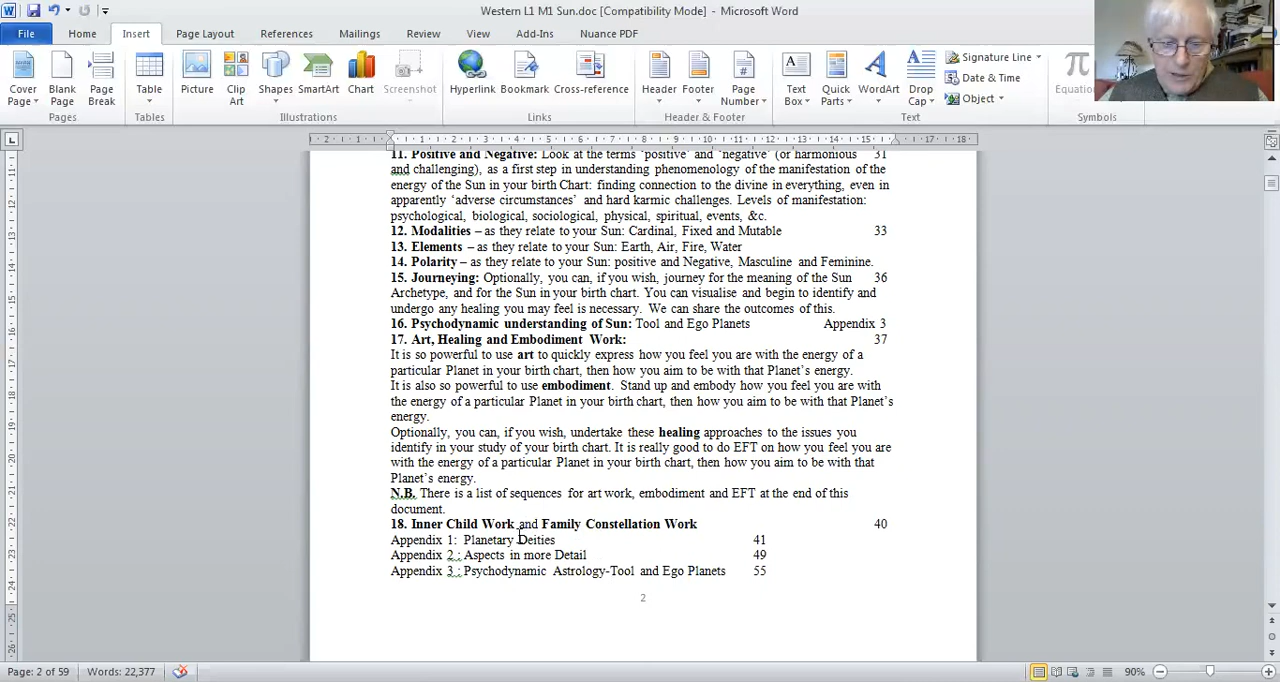 Western L1 M1 Sun.doc [Compatibility Mode] - Microsoft Word
File Home Insert Page Layout References Mailings Review View Add-Ins Nuance PDF
Cover Page Blank Page Page Break Table Picture Clip Art Shapes SmartArt Chart Screenshot Hyperlink Bookmark Cross-reference Header Footer Page Number Text Box Quick Parts WordArt Drop Cap Signature Line Date & Time Object
Pages Tables Illustrations Links Header & Footer Text Symbols
11. Positive and Negative: Look at the terms 'positive' and 'negative' (or harmonious 31
and challenging), as a first step in understanding phenomenology of the manifestation of the
energy of the Sun in your birth Chart: finding connection to the divine in everything, even in
apparently 'adverse circumstances' and hard karmic challenges. Levels of manifestation:
psychological, biological, sociological, physical, spiritual, events, &c.
12. Modalities – as they relate to your Sun: Cardinal, Fixed and Mutable 33
13. Elements – as they relate to your Sun: Earth, Air, Fire, Water
14. Polarity – as they relate to your Sun: positive and Negative, Masculine and Feminine.
15. Journeying: Optionally, you can, if you wish, journey for the meaning of the Sun 36
Archetype, and for the Sun in your birth chart. You can visualise and begin to identify and
undergo any healing you may feel is necessary. We can share the outcomes of this.
16. Psychodynamic understanding of Sun: Tool and Ego Planets Appendix 3
17. Art, Healing and Embodiment Work: 37
It is so powerful to use art to quickly express how you feel you are with the energy of a
particular Planet in your birth chart, then how you aim to be with that Planet's energy.
It is also so powerful to use embodiment. Stand up and embody how you feel you are with
the energy of a particular Planet in your birth chart, then how you aim to be with that Planet's
energy.
Optionally, you can, if you wish, undertake these healing approaches to the issues you
identify in your study of your birth chart. It is really good to do EFT on how you feel you are
with the energy of a particular Planet in your birth chart, then how you aim to be with that
Planet's energy.
N.B. There is a list of sequences for art work, embodiment and EFT at the end of this
document.
18. Inner Child Work and Family Constellation Work 40
Appendix 1: Planetary Deities 41
Appendix 2 : Aspects in more Detail 49
Appendix 3 : Psychodynamic Astrology-Tool and Ego Planets 55
2
Page: 2 of 59 Words: 22,377 90%